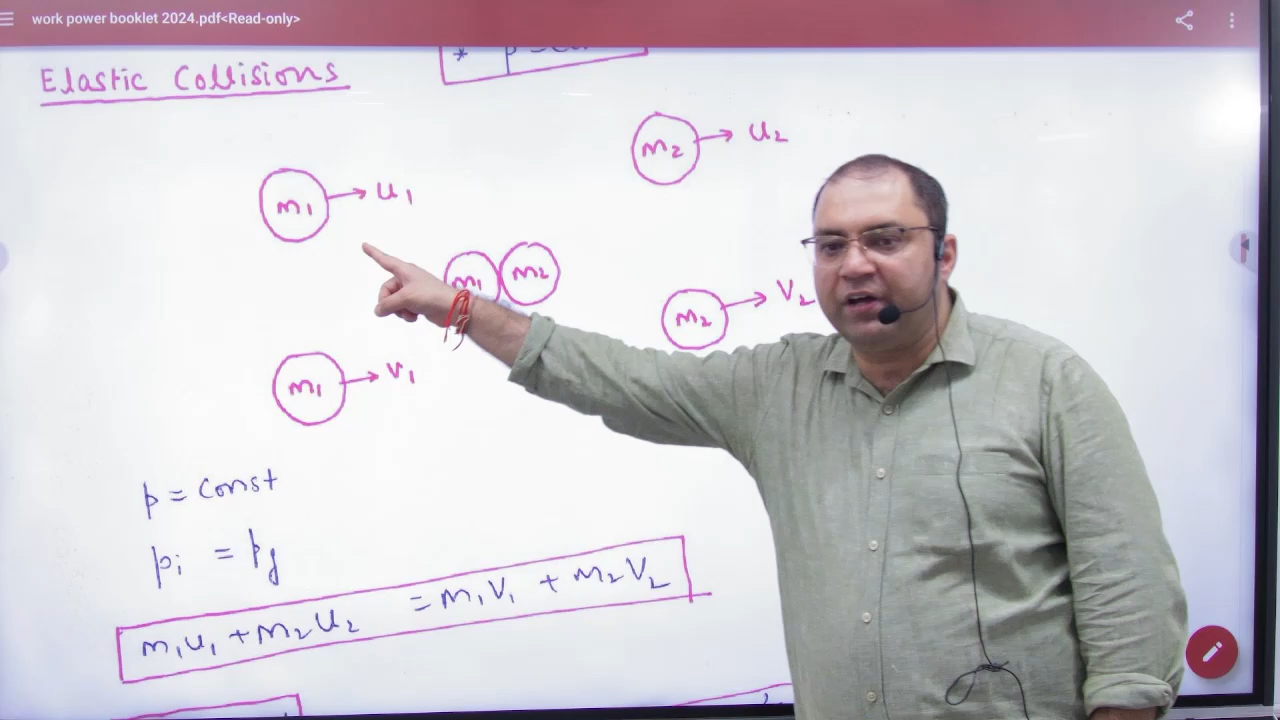 work power booklet 2024.pdf<Read-only>
Elastic Collisions
m₂ → u₂
m₁ → u₁
m₁ m₂
m₂ → V₂
m₁ → v₁
p = const
pᵢ = p_f
m₁u₁ + m₂u₂ = m₁v₁ + m₂v₂